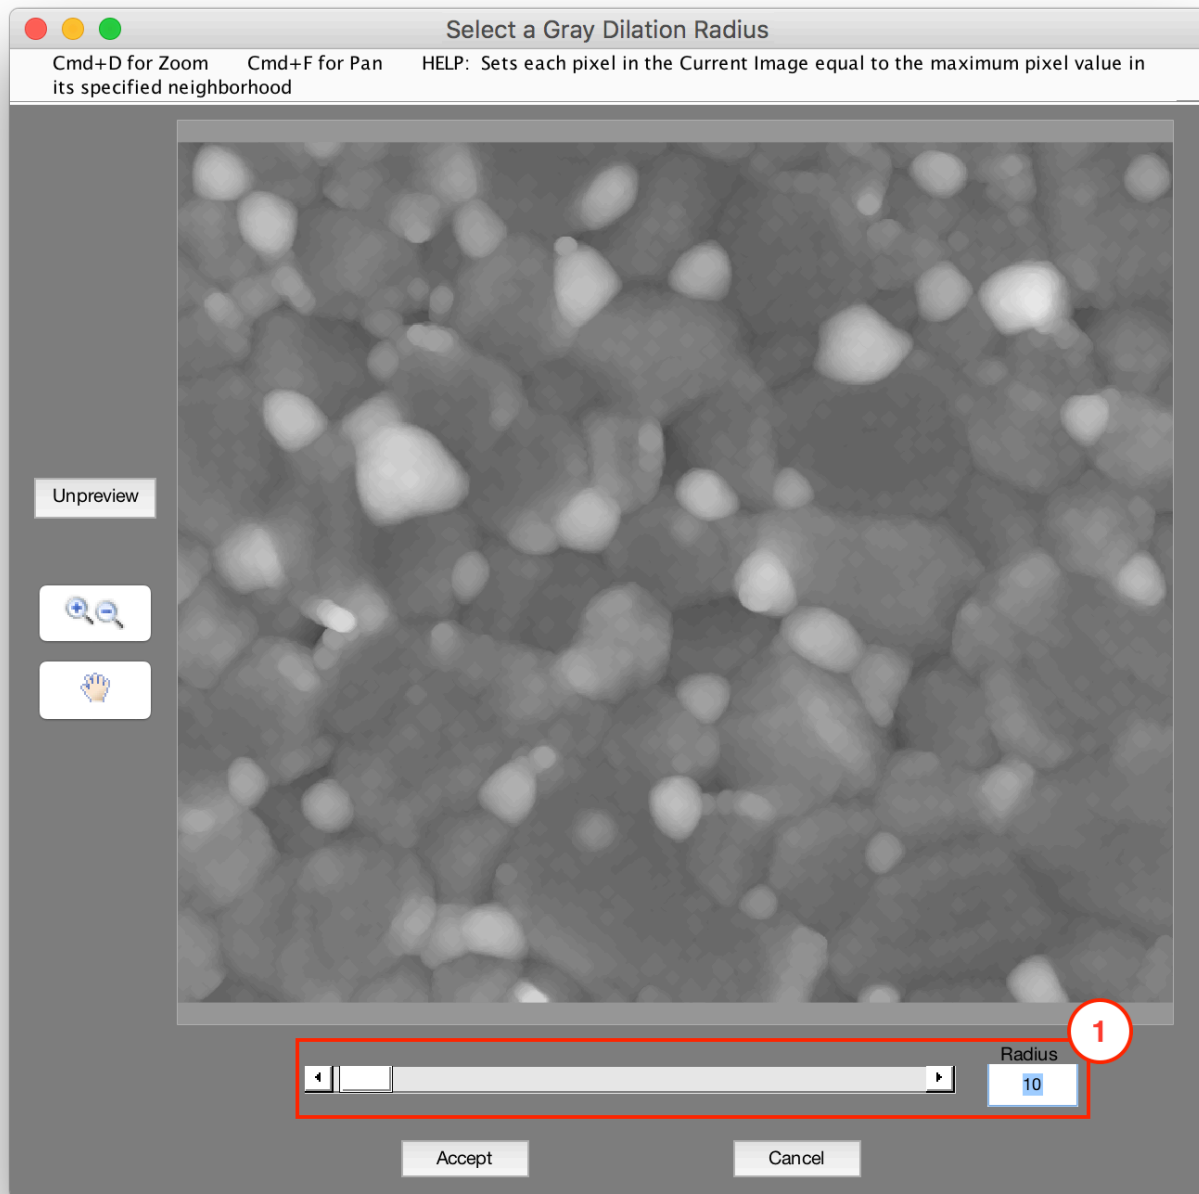 Select a Gray Dilation Radius
Cmd+D for Zoom Cmd+F for Pan HELP: Sets each pixel in the Current Image equal to the maximum pixel value in
its specified neighborhood
Unpreview
1
Radius
10
Accept Cancel